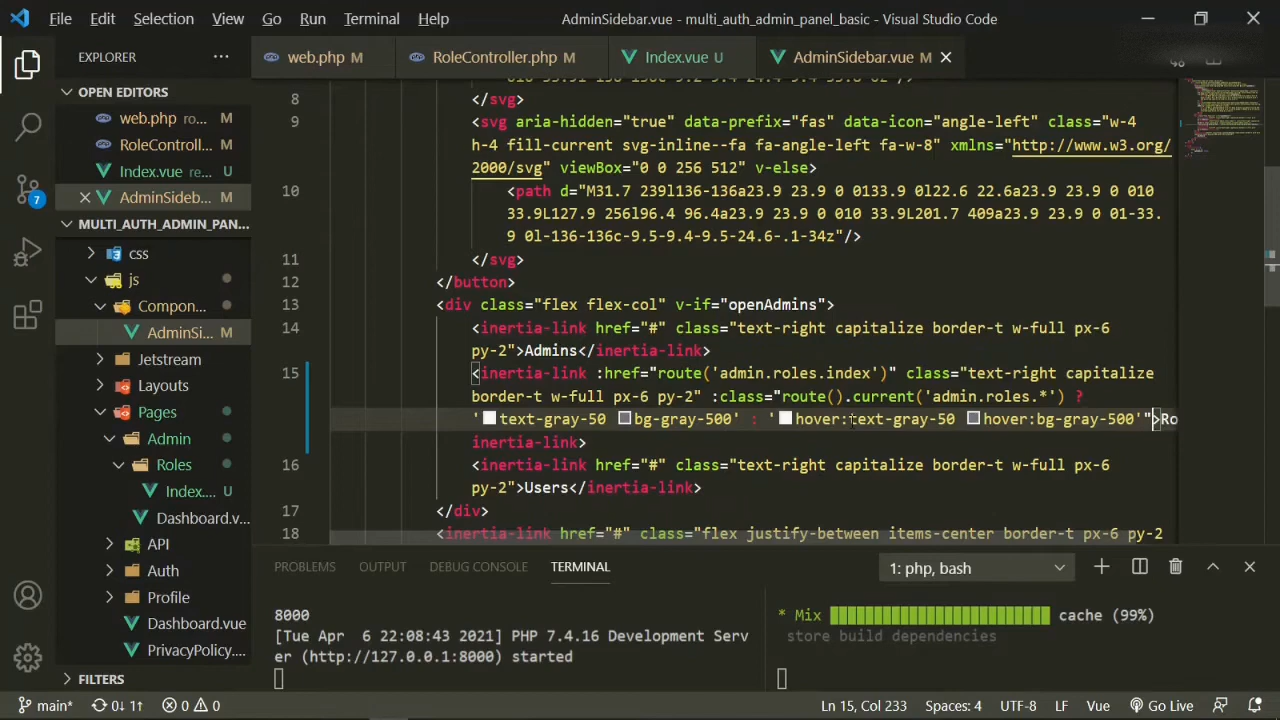 File Edit Selection View Go Run Terminal Help AdminSidebar.vue - multi_auth_admin_panel_basic - Visual Studio Code
EXPLORER ··· web.php M RoleController.php M Index.vue U AdminSidebar.vue M
OPEN EDITORS
web.php ro... M
RoleControll... M
Index.vue re... U
AdminSideb... M
MULTI_AUTH_ADMIN_PAN...
css
js
Compon...
AdminSi... M
Jetstream
Layouts
Pages
Admin
Roles
Index.... U
Dashboard.v...
API
Auth
Profile
Dashboard.vue
PrivacyPolicy....
FILTERS
8 </svg>
9 <svg aria-hidden="true" data-prefix="fas" data-icon="angle-left" class="w-4
h-4 fill-current svg-inline--fa fa-angle-left fa-w-8" xmlns="http://www.w3.org/
2000/svg" viewBox="0 0 256 512" v-else>
10 <path d="M31.7 239l136-136a23.9 23.9 0 0133.9 0l22.6 22.6a23.9 23.9 0 010
33.9L127.9 256l96.4 96.4a23.9 23.9 0 010 33.9L201.7 409a23.9 23.9 0 01-33.
9 0l-136-136c-9.5-9.4-9.5-24.6-.1-34z"/>
11 </svg>
12 </button>
13 <div class="flex flex-col" v-if="openAdmins">
14 <inertia-link href="#" class="text-right capitalize border-t w-full px-6
py-2">Admins</inertia-link>
15 <inertia-link :href="route('admin.roles.index')" class="text-right capitalize
border-t w-full px-6 py-2" :class="route().current('admin.roles.*') ?
'text-gray-50 bg-gray-500' : 'hover:text-gray-50 hover:bg-gray-500'">Ro
inertia-link>
16 <inertia-link href="#" class="text-right capitalize border-t w-full px-6
py-2">Users</inertia-link>
17 </div>
18 <inertia-link href="#" class="flex justify-between items-center border-t px-6 py-2
PROBLEMS OUTPUT DEBUG CONSOLE TERMINAL 1: php, bash
8000
[Tue Apr  6 22:08:43 2021] PHP 7.4.16 Development Serv
er (http://127.0.0.1:8000) started
* Mix cache (99%)
store build dependencies
7
main* 0↓ 1↑ 0 0 Ln 15, Col 233 Spaces: 4 UTF-8 LF Vue Go Live